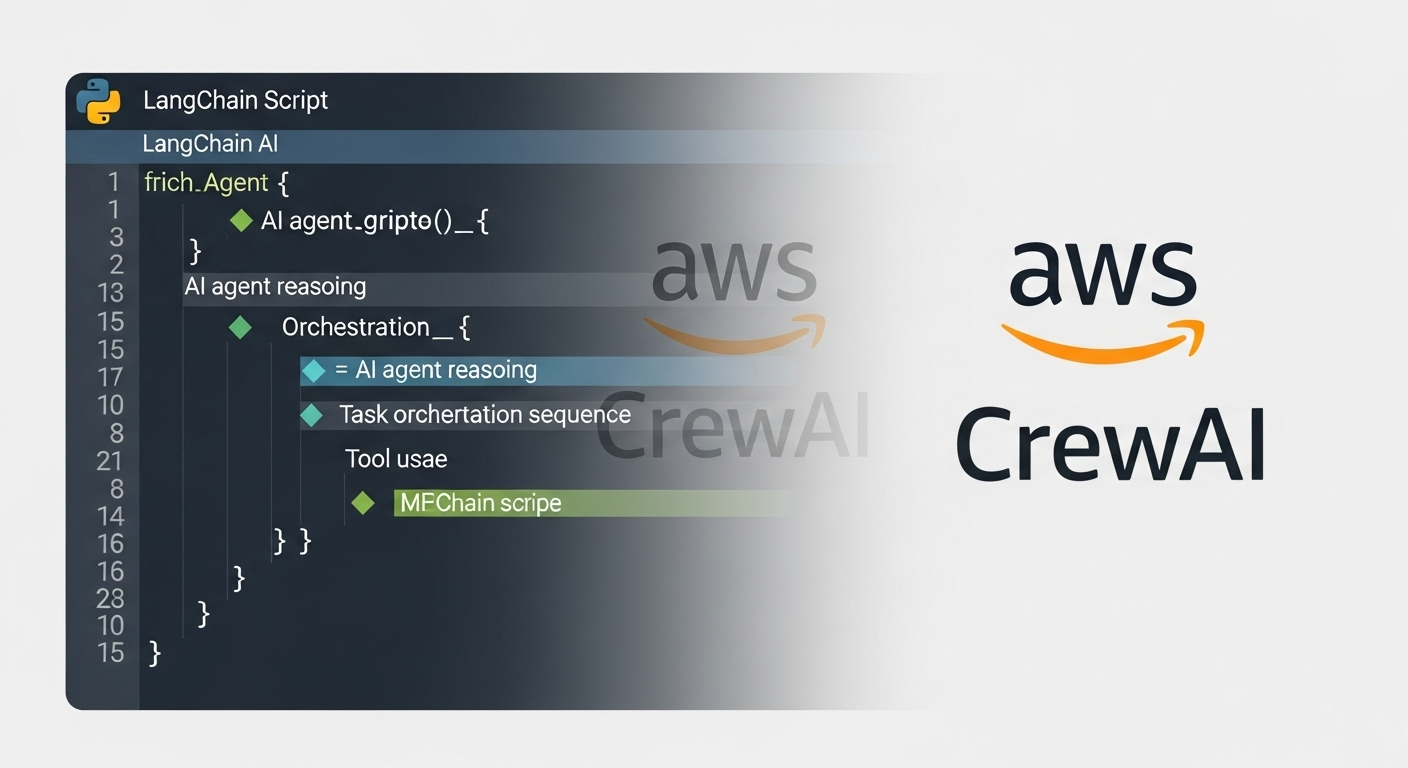 LangChain Script
LangChain AI
1 frich_Agent {
1 AI agent_gripto()_ {
3 }
2
13 AI agent reasoing
15 Orchestration_ {
15
17 = AI agent reasoing
10 Task orchertation sequence
8
21 Tool usae
8
14 MFChain scripe
16 } }
16 }
28
10 }
15 }
aws
CrewAI
aws
CrewAI